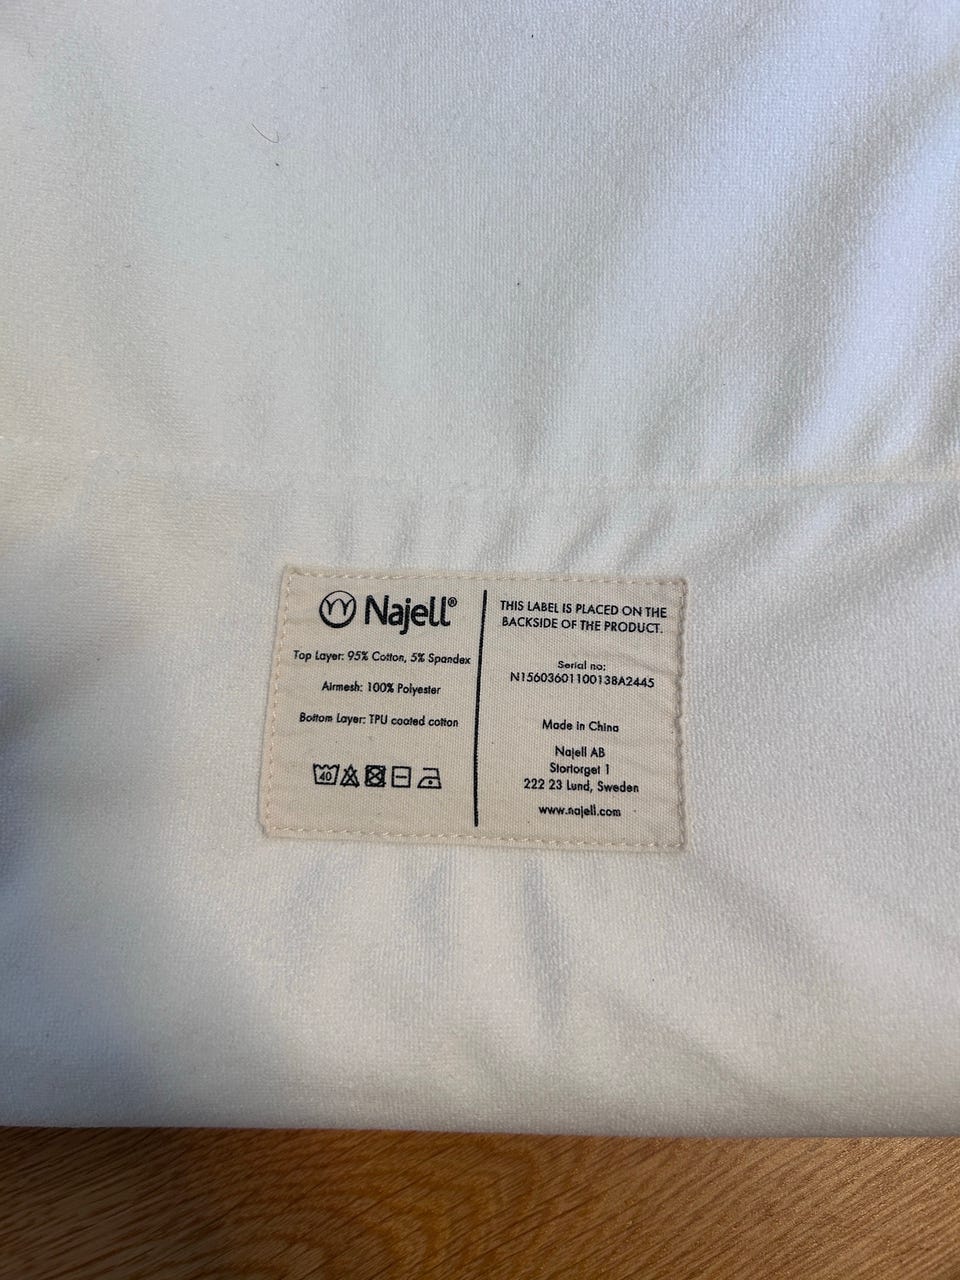 Najell®
Top Layer: 95% Cotton, 5% Spandex
Airmesh: 100% Polyester
Bottom Layer: TPU coated cotton
40
THIS LABEL IS PLACED ON THE
BACKSIDE OF THE PRODUCT.
Serial no:
N15603601100138A2445
Made in China
Najell AB
Stortorget 1
222 23 Lund, Sweden
www.najell.com